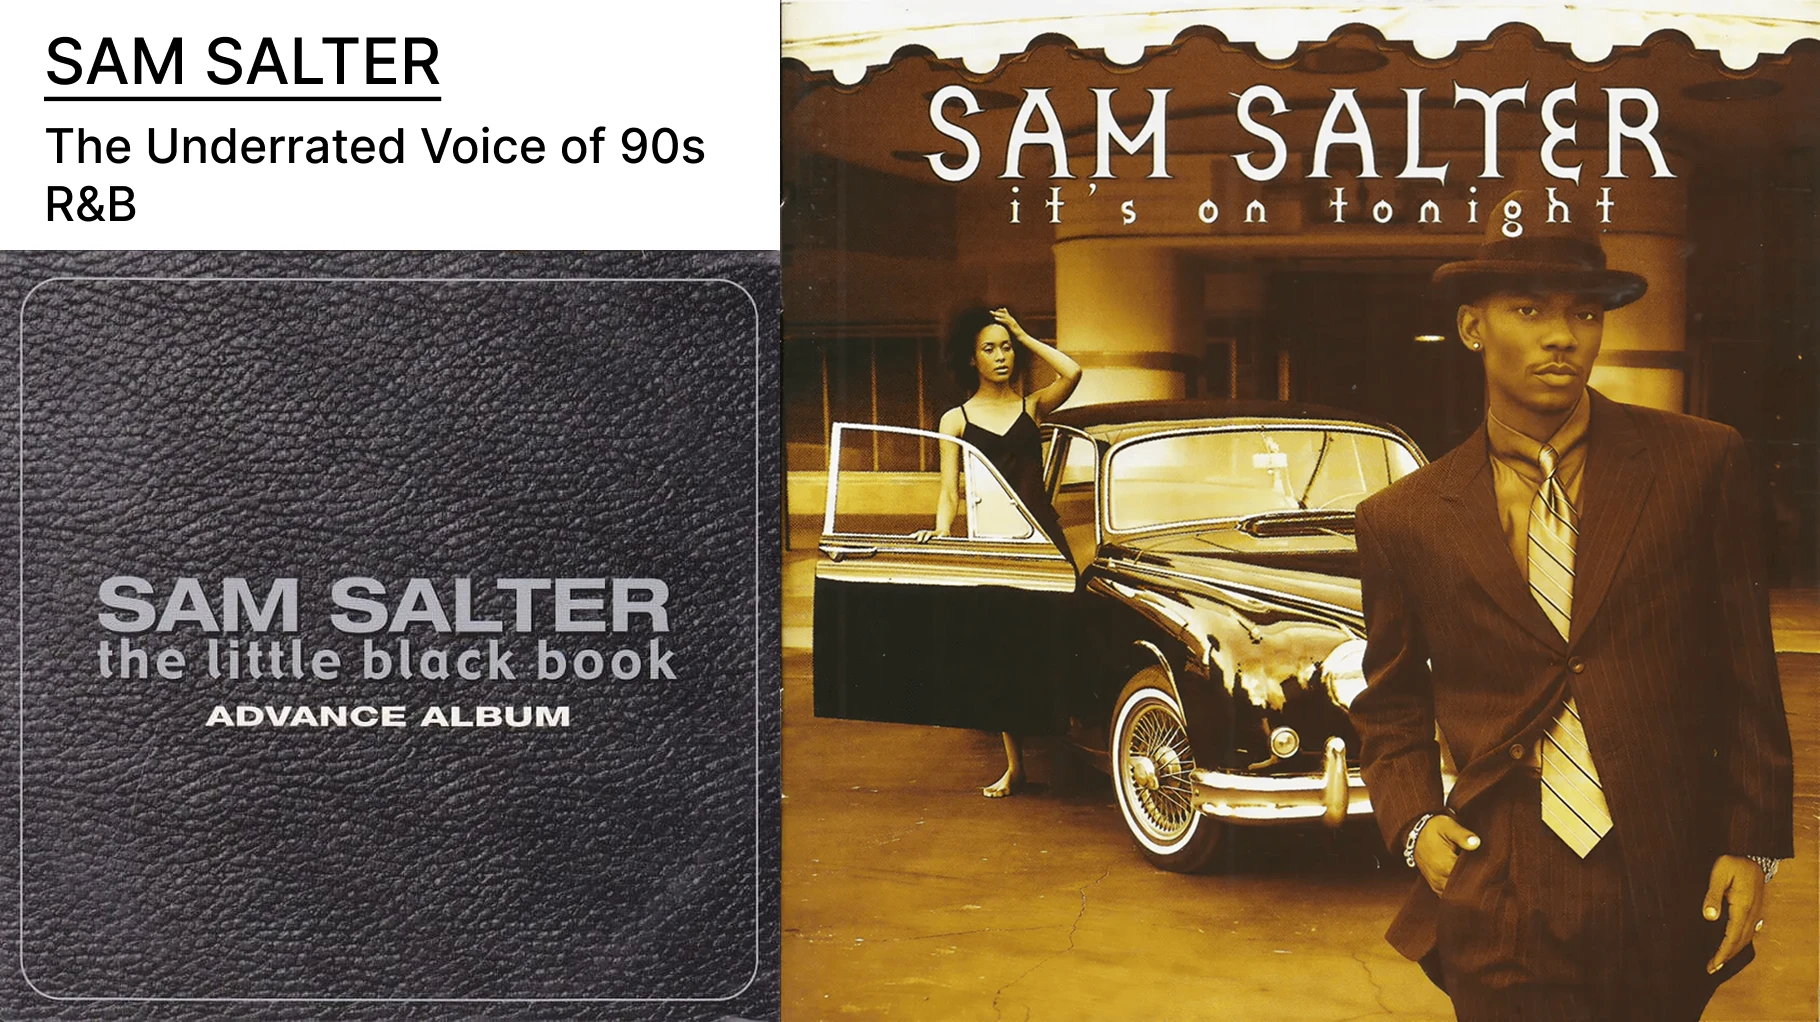 SAM SALTER
The Underrated Voice of 90s
R&B
SAM SALTER
the little black book
ADVANCE ALBUM
SAM SALTER
it's on tonight